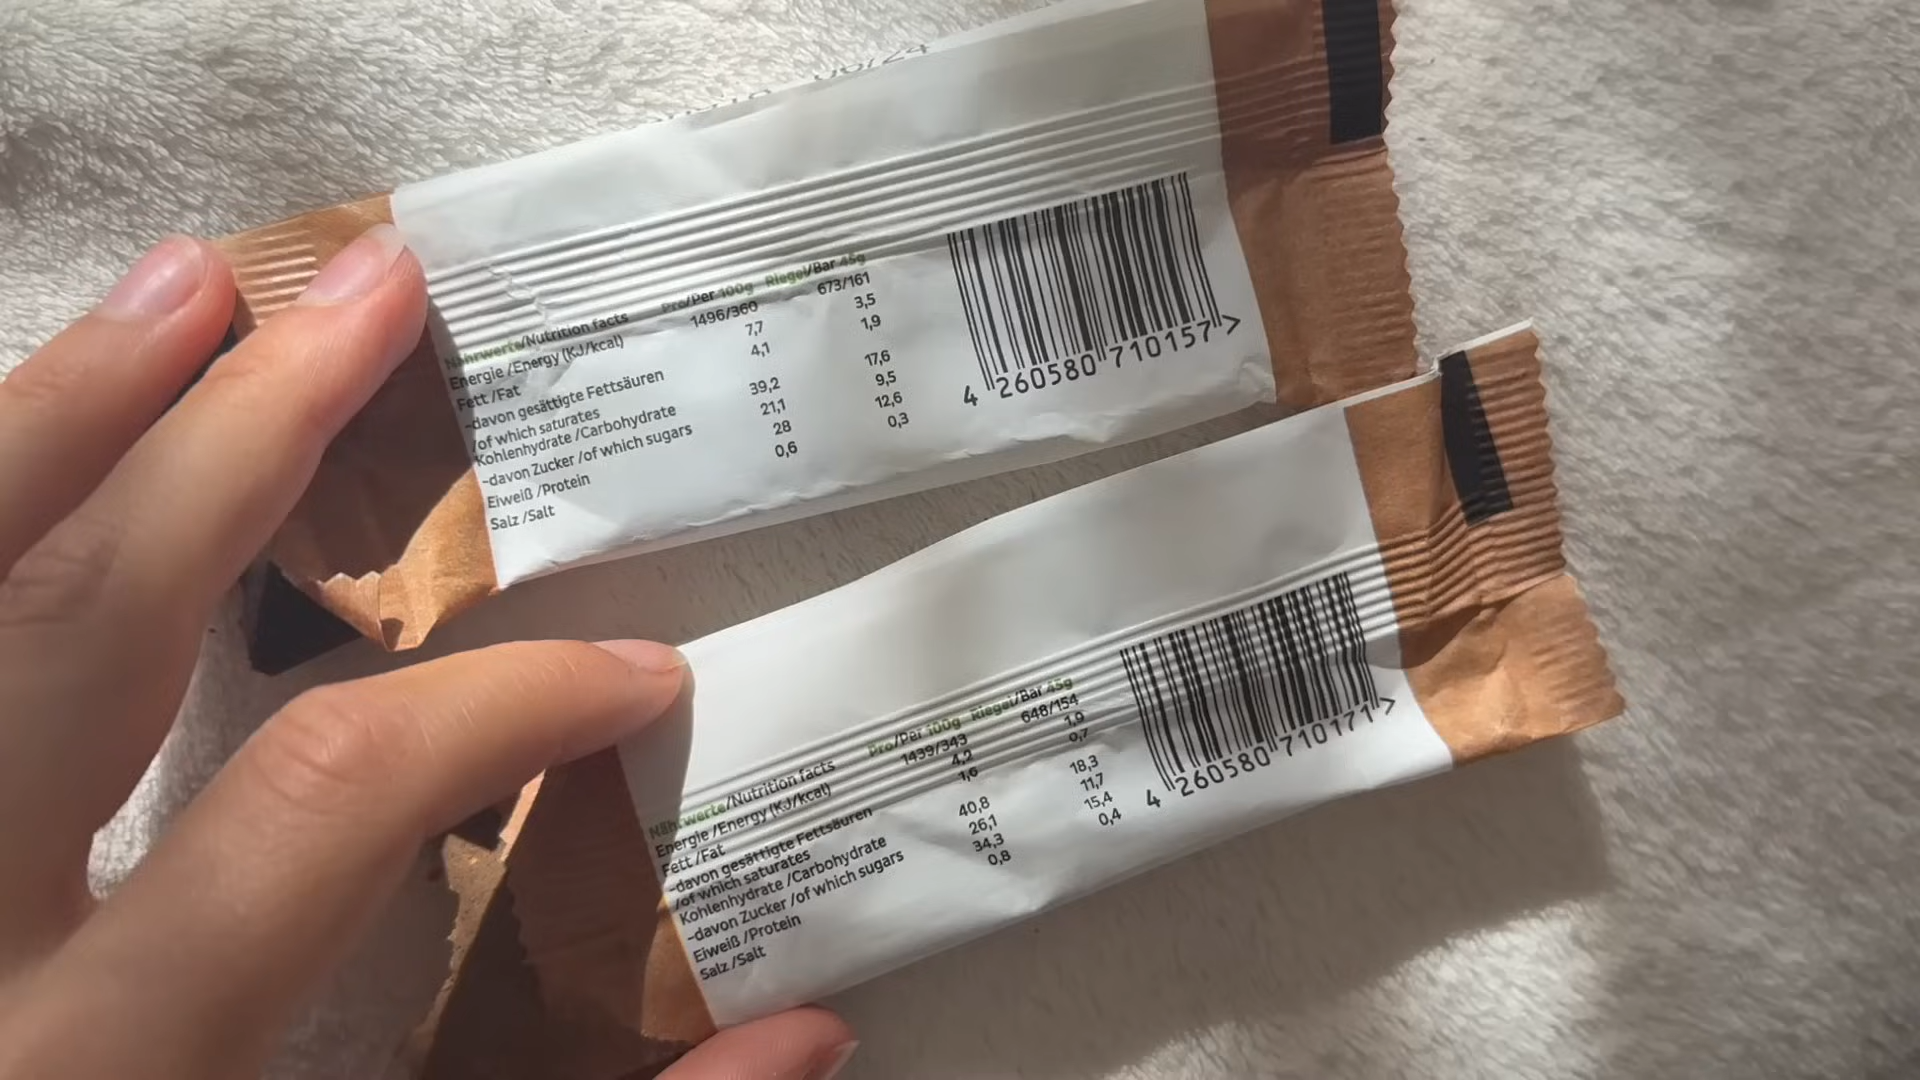 06/24
Nährwerte/Nutrition facts Pro/Per 100g Riegel/Bar 45g
Energie /Energy (KJ/kcal) 1496/360 673/161
Fett /Fat 7,7 3,5
-davon gesättigte Fettsäuren 4,1 1,9
/of which saturates
Kohlenhydrate /Carbohydrate 39,2 17,6
-davon Zucker /of which sugars 21,1 9,5
Eiweiß /Protein 28 12,6
Salz /Salt 0,6 0,3
4 260580 710157 >
Nährwerte/Nutrition facts Pro/Per 100g Riegel/Bar 45g
Energie /Energy (KJ/kcal) 1439/343 648/154
Fett /Fat 4,2 1,9
-davon gesättigte Fettsäuren 1,6 0,7
/of which saturates
Kohlenhydrate /Carbohydrate 40,8 18,3
-davon Zucker /of which sugars 26,1 11,7
Eiweiß /Protein 34,3 15,4
Salz /Salt 0,8 0,4
4 260580 710171 >